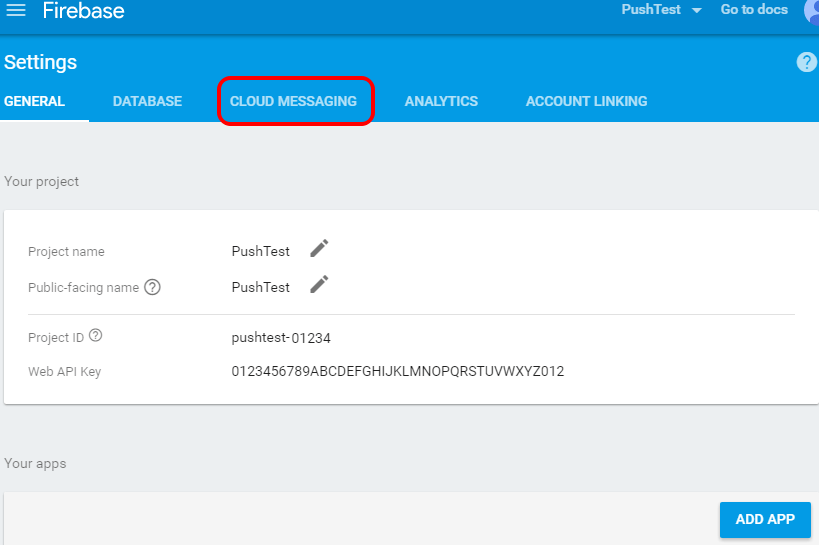 Firebase PushTest Go to docs
Settings ?
GENERAL DATABASE CLOUD MESSAGING ANALYTICS ACCOUNT LINKING
Your project
Project name PushTest
Public-facing name ? PushTest
Project ID ? pushtest-01234
Web API Key 0123456789ABCDEFGHIJKLMNOPQRSTUVWXYZ012
Your apps
ADD APP